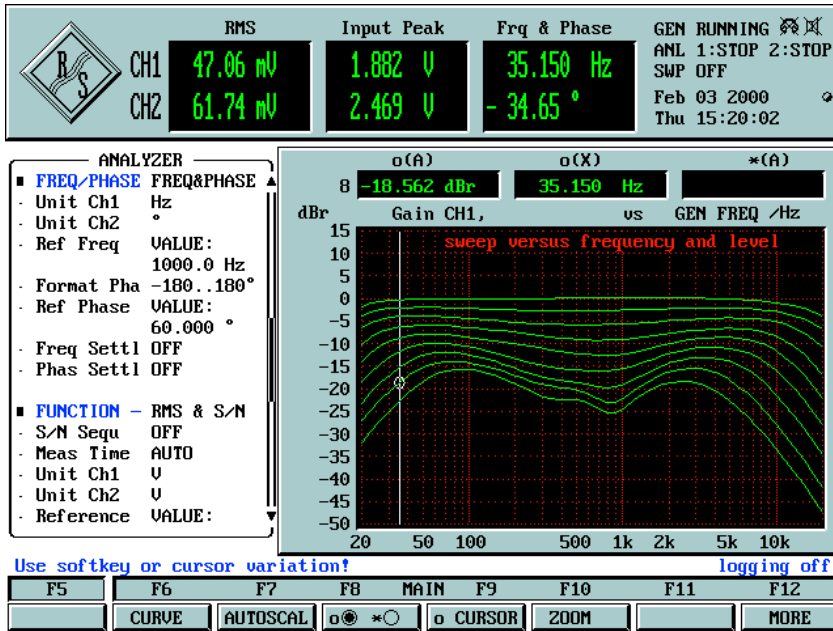 RMS Input Peak Frq & Phase
GEN RUNNING
ANL 1:STOP 2:STOP
SWP OFF
Feb 03 2000
Thu 15:20:02
R S
CH1 47.06 mV 1.882 V 35.150 Hz
CH2 61.74 mV 2.469 V - 34.65 °
ANALYZER
FREQ/PHASE FREQ&PHASE
Unit Ch1 Hz
Unit Ch2 °
Ref Freq VALUE:
1000.0 Hz
Format Pha -180..180°
Ref Phase VALUE:
60.000 °
Freq Settl OFF
Phas Settl OFF
FUNCTION - RMS & S/N
S/N Sequ OFF
Meas Time AUTO
Unit Ch1 V
Unit Ch2 V
Reference VALUE:
o(A) o(X) *(A)
8 -18.562 dBr 35.150 Hz
dBr Gain CH1, vs GEN FREQ /Hz
sweep versus frequency and level
15
10
5
0
-5
-10
-15
-20
-25
-30
-35
-40
-45
-50
20 50 100 500 1k 2k 5k 10k
Use softkey or cursor variation! logging off
F5 F6 F7 F8 MAIN F9 F10 F11 F12
CURVE AUTOSCAL o * o CURSOR ZOOM MORE